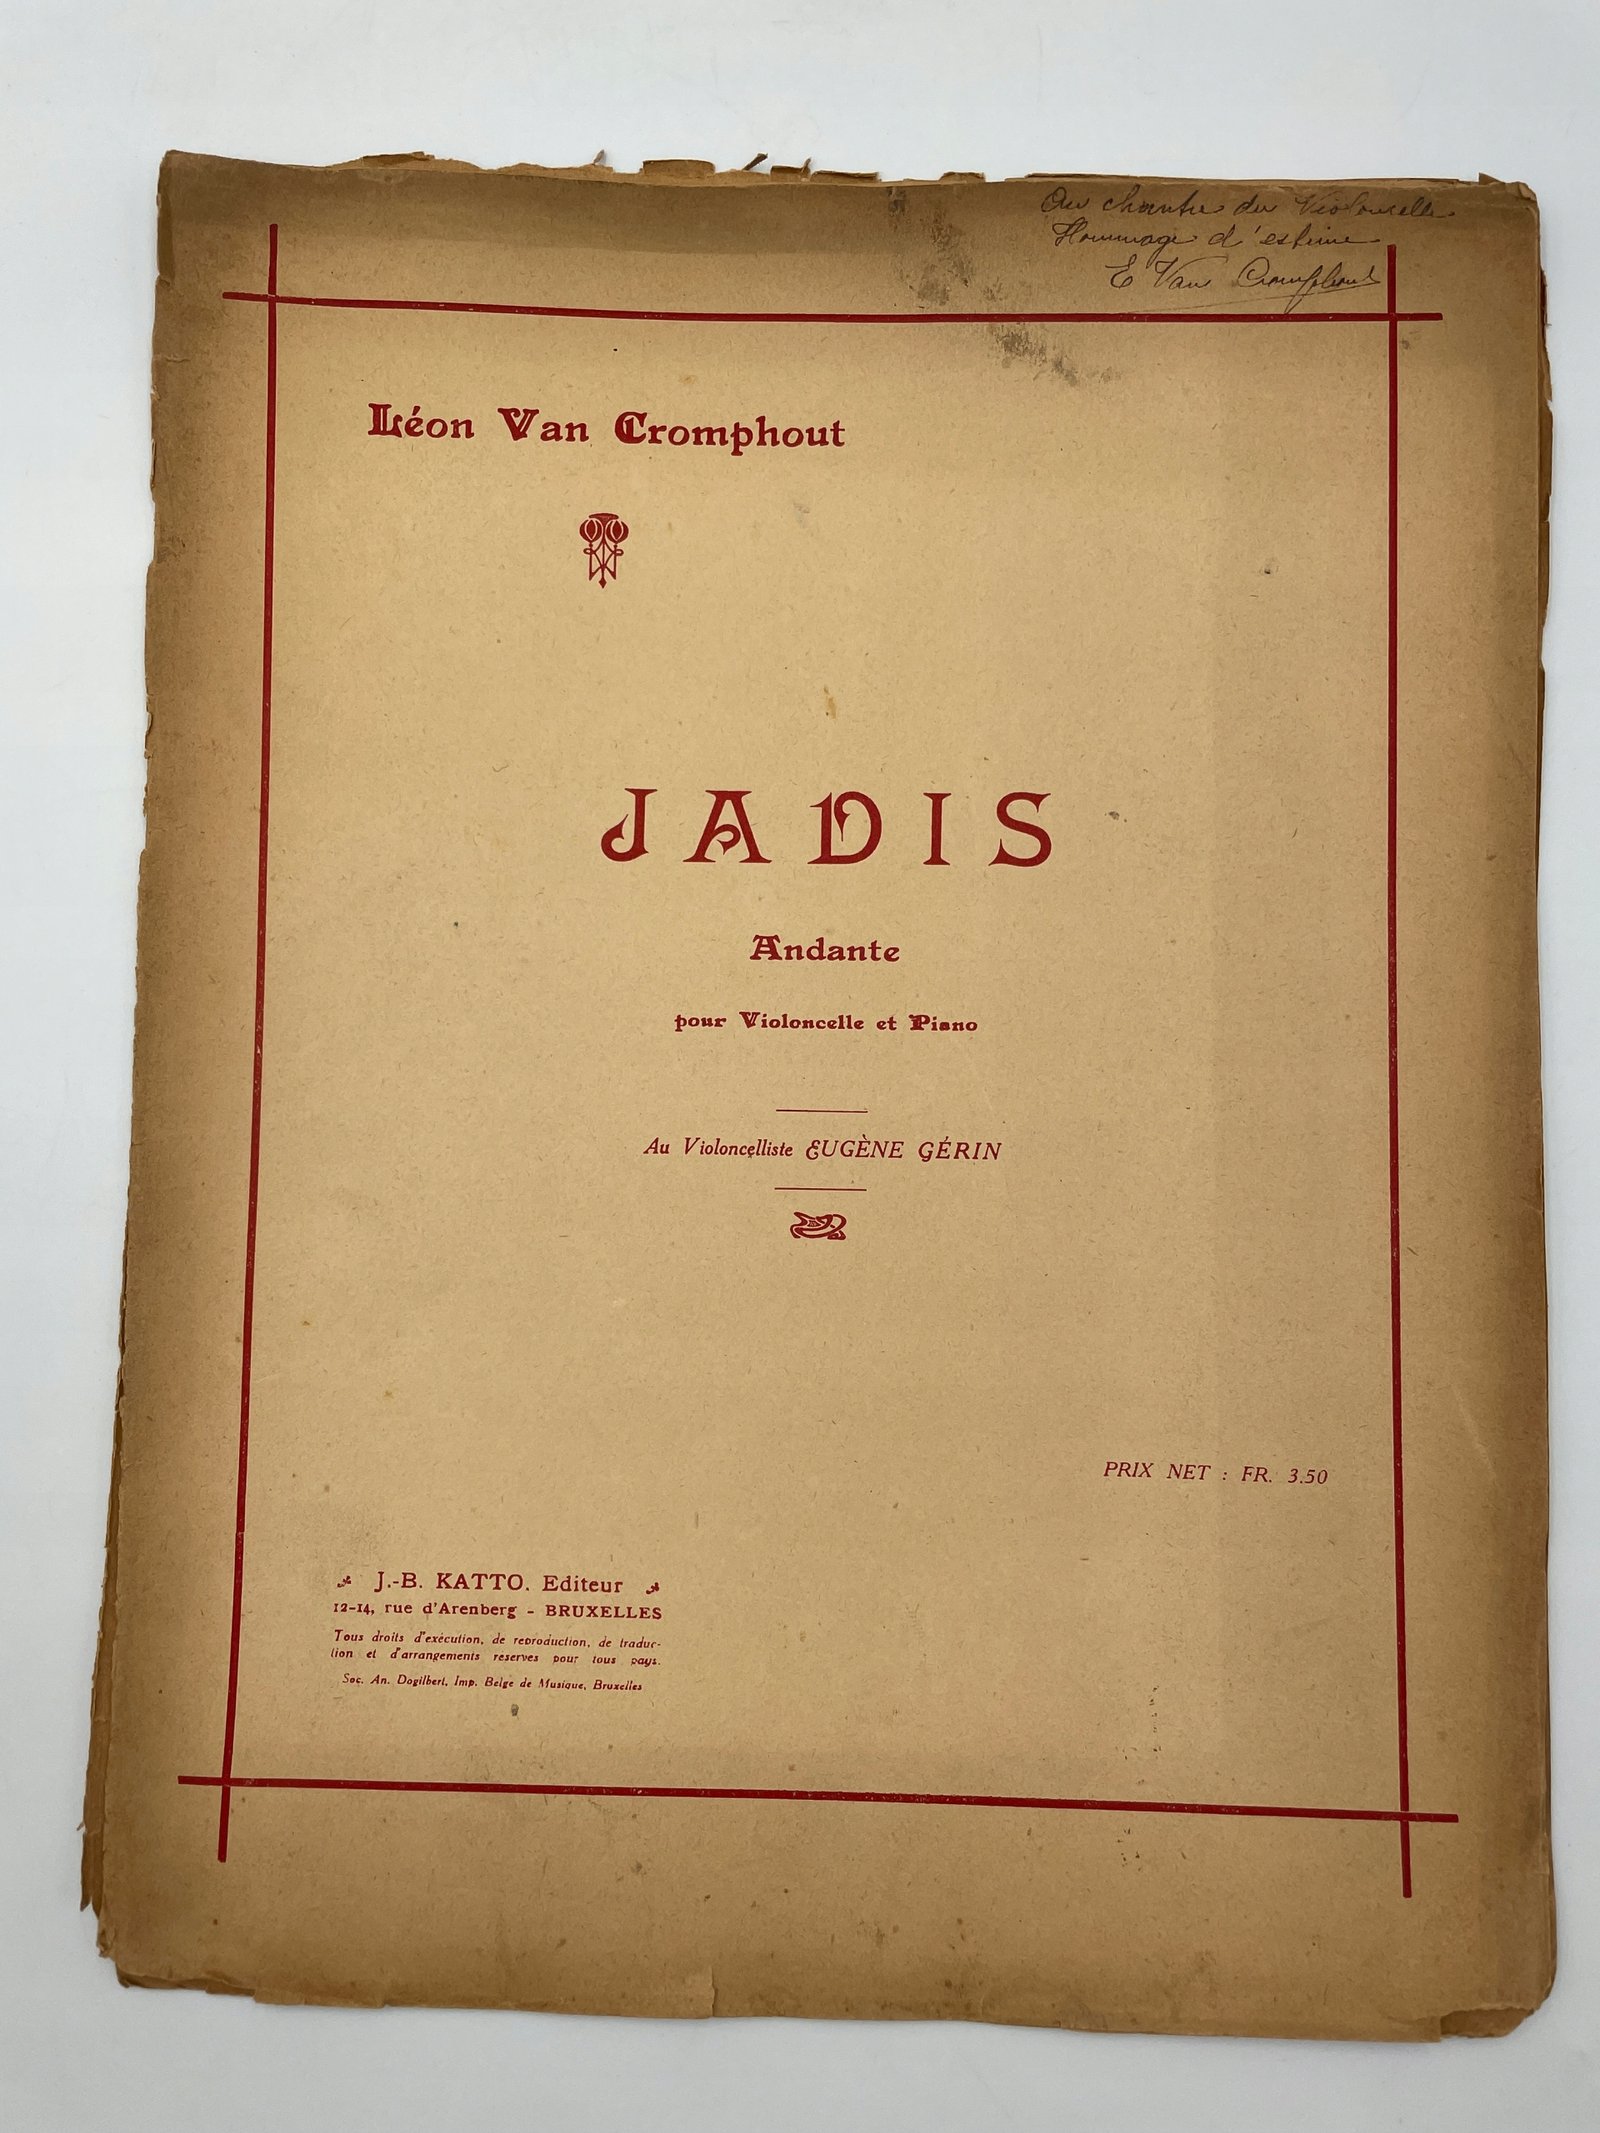 Au chantre du Violoncelle
Hommage d'estime
E Van Cromphout
Léon Van Cromphout
JADIS
Andante
pour Violoncelle et Piano
Au Violoncelliste EUGÈNE GÉRIN
PRIX NET : FR. 3.50
J.-B. KATTO, Editeur
12-14, rue d'Arenberg - BRUXELLES
Tous droits d'exécution, de reproduction, de traduc-
tion et d'arrangements reserves pour tous pays.
Soc. An. Dogilbert, Imp. Belge de Musique, Bruxelles